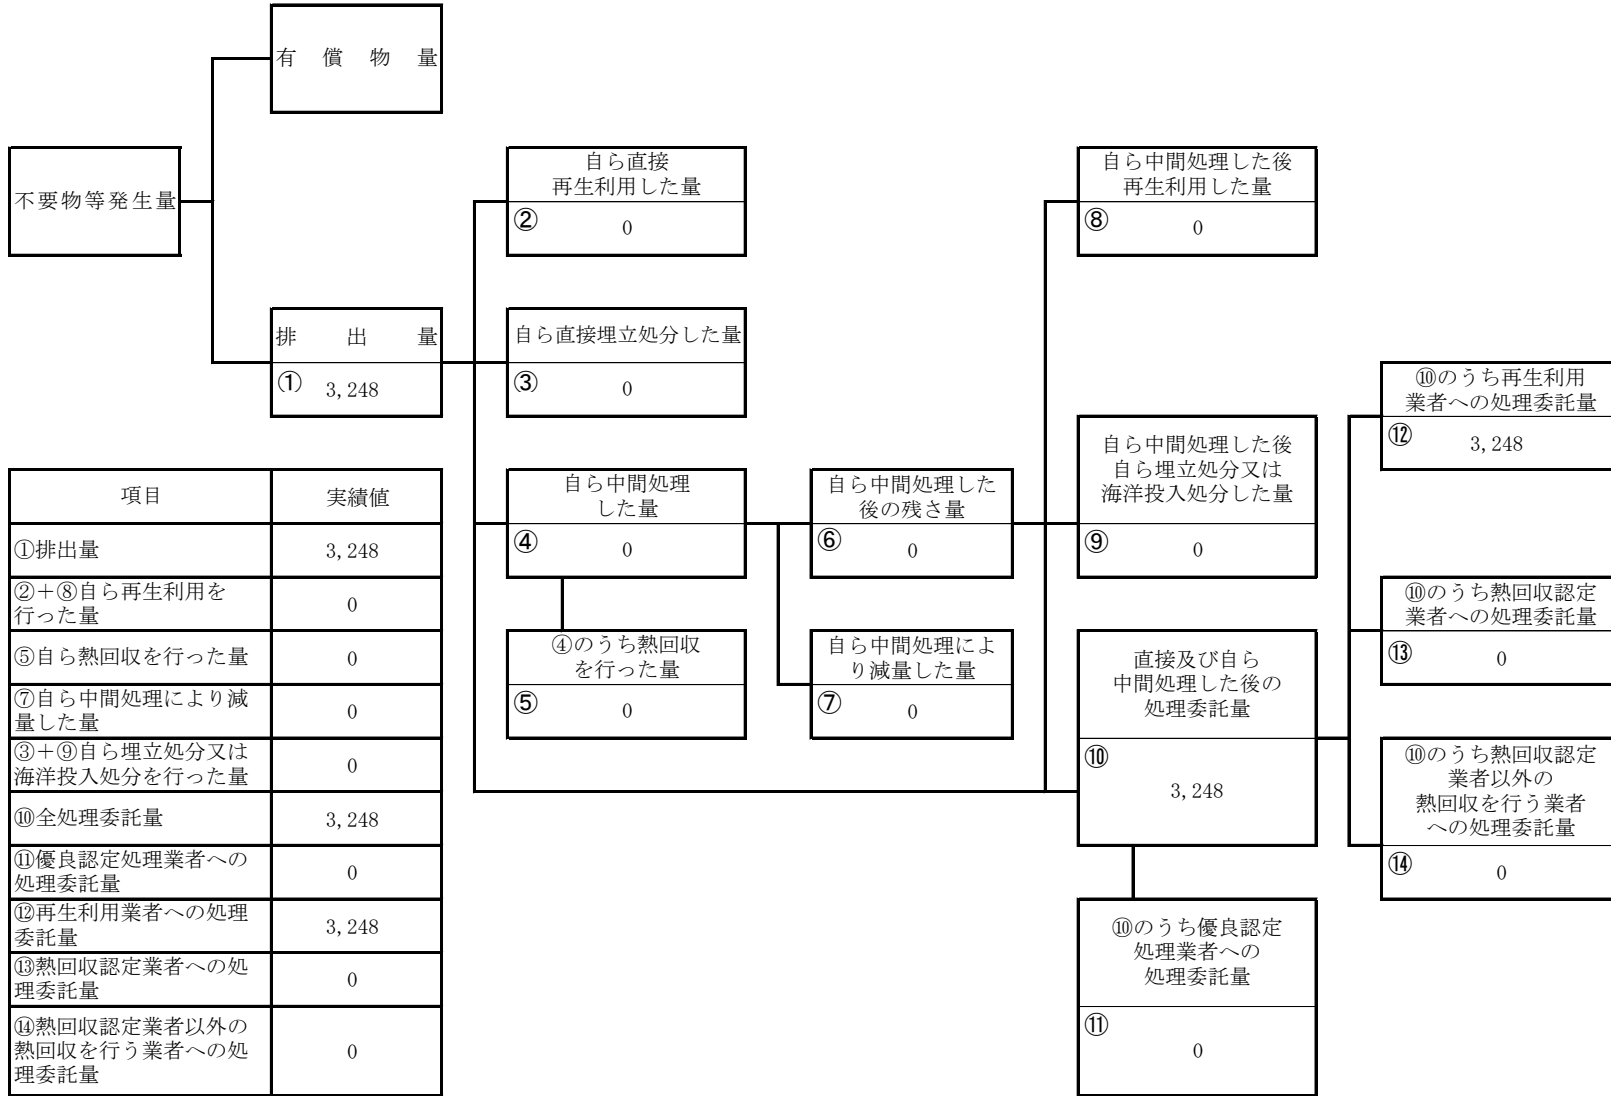 有償物量
不要物等発生量
排出量
① 3,248
自ら直接
再生利用した量
② 0
自ら直接埋立処分した量
③ 0
自ら中間処理
した量
④ 0
④のうち熱回収
を行った量
⑤ 0
自ら中間処理した
後の残さ量
⑥ 0
自ら中間処理によ
り減量した量
⑦ 0
自ら中間処理した後
再生利用した量
⑧ 0
自ら中間処理した後
自ら埋立処分又は
海洋投入処分した量
⑨ 0
直接及び自ら
中間処理した後の
処理委託量
⑩
3,248
⑩のうち優良認定
処理業者への
処理委託量
⑪
0
⑩のうち再生利用
業者への処理委託量
⑫ 3,248
⑩のうち熱回収認定
業者への処理委託量
⑬ 0
⑩のうち熱回収認定
業者以外の
熱回収を行う業者
への処理委託量
⑭ 0
項目 実績値
①排出量 3,248
②+⑧自ら再生利用を
行った量 0
⑤自ら熱回収を行った量 0
⑦自ら中間処理により減
量した量 0
③+⑨自ら埋立処分又は
海洋投入処分を行った量 0
⑩全処理委託量 3,248
⑪優良認定処理業者への
処理委託量 0
⑫再生利用業者への処理
委託量 3,248
⑬熱回収認定業者への処
理委託量 0
⑭熱回収認定業者以外の
熱回収を行う業者への処
理委託量 0